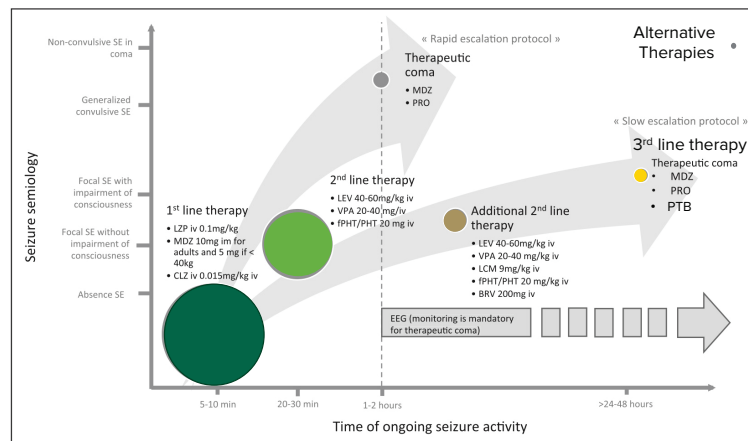 Seizure semiology
Non-convulsive SE in
coma
Generalized
convulsive SE
Focal SE with
impairment of
consciousness
Focal SE without
impairment of
consciousness
Absence SE
« Rapid escalation protocol »
Therapeutic
coma
• MDZ
• PRO
Alternative
Therapies
•
« Slow escalation protocol »
3rd line therapy
Therapeutic coma
• MDZ
• PRO
• PTB
1st line therapy
• LZP iv 0.1mg/kg
• MDZ 10mg im for
adults and 5 mg if <
40kg
• CLZ iv 0.015mg/kg iv
2nd line therapy
• LEV 40-60mg/kg iv
• VPA 20-40 mg/iv
• fPHT/PHT 20 mg iv
Additional 2nd line
therapy
• LEV 40-60mg/kg iv
• VPA 20-40 mg/kg iv
• LCM 9mg/kg iv
• fPHT/PHT 20 mg/kg iv
• BRV 200mg iv
EEG (monitoring is mandatory
for therapeutic coma)
5-10 min
20-30 min
1-2 hours
>24-48 hours
Time of ongoing seizure activity